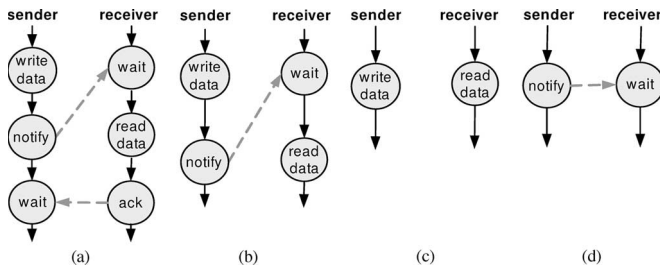 sender receiver
write
data
wait
notify
read
data
wait
ack
(a)
sender receiver
write
data
wait
notify
read
data
(b)
sender receiver
write
data
read
data
(c)
sender receiver
notify
wait
(d)